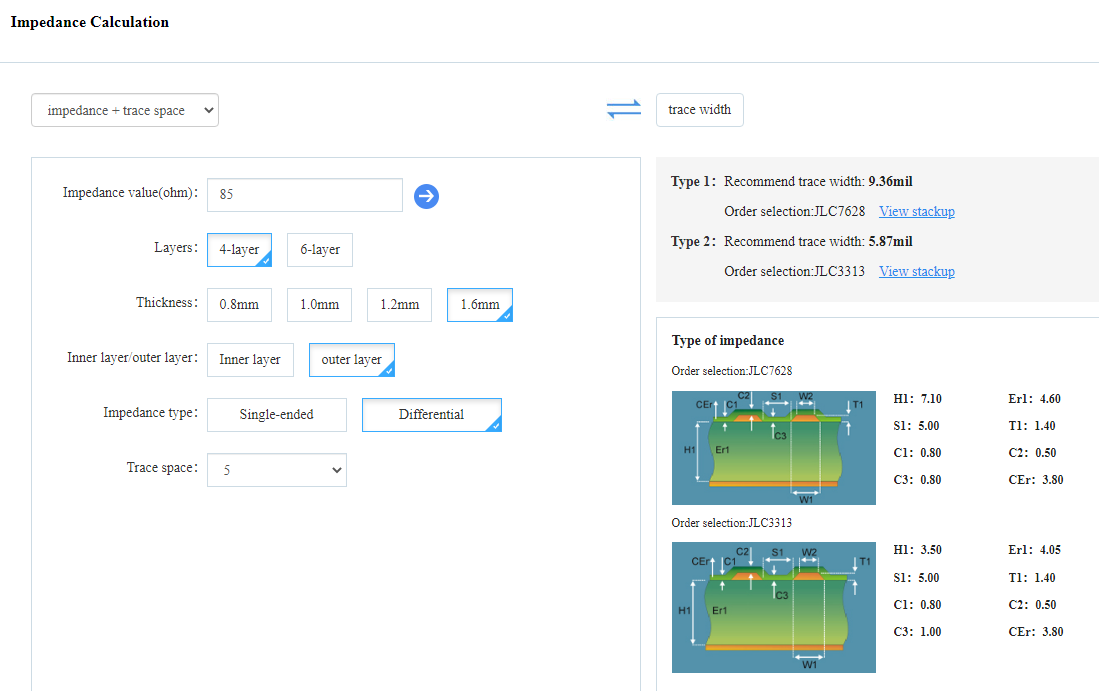 Impedance Calculation
impedance + trace space
trace width
Impedance value(ohm):
85
Layers:
4-layer
6-layer
Thickness:
0.8mm
1.0mm
1.2mm
1.6mm
Inner layer/outer layer:
Inner layer
outer layer
Impedance type:
Single-ended
Differential
Trace space:
5
Type 1: Recommend trace width: 9.36mil
Order selection:JLC7628 View stackup
Type 2: Recommend trace width: 5.87mil
Order selection:JLC3313 View stackup
Type of impedance
Order selection:JLC7628
CEr C1 C2 S1 W2 T1
C3
H1 Er1
W1
H1: 7.10 Er1: 4.60
S1: 5.00 T1: 1.40
C1: 0.80 C2: 0.50
C3: 0.80 CEr: 3.80
Order selection:JLC3313
CEr C1 C2 S1 W2 T1
C3
H1 Er1
W1
H1: 3.50 Er1: 4.05
S1: 5.00 T1: 1.40
C1: 0.80 C2: 0.50
C3: 1.00 CEr: 3.80